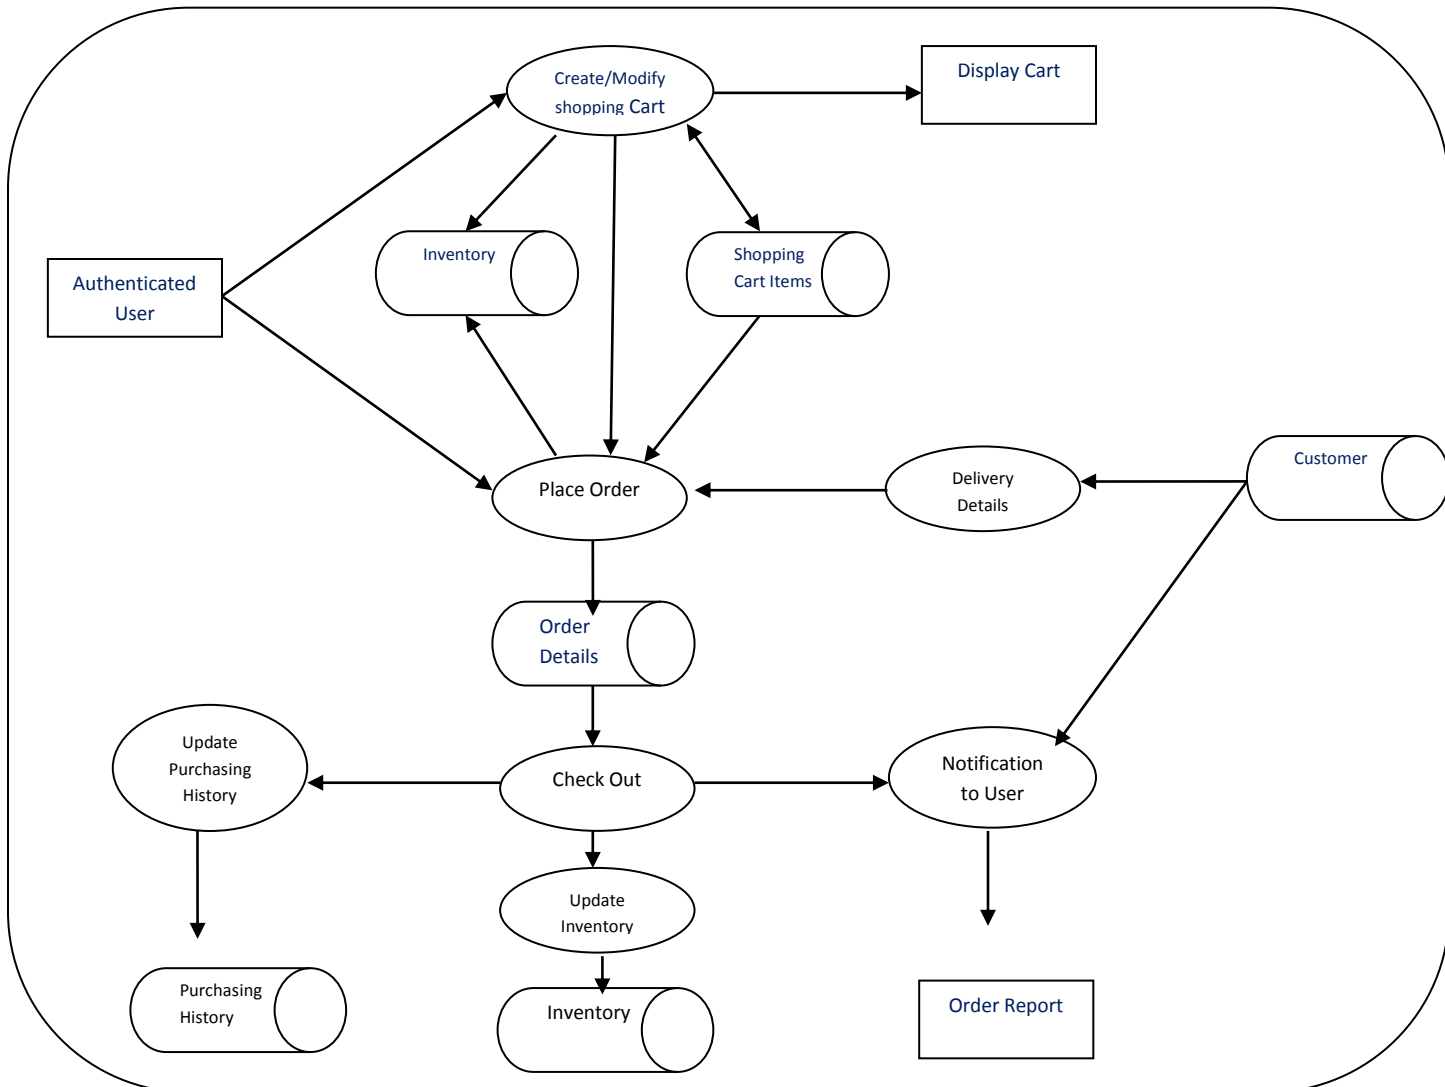 Create/Modify
shopping Cart
Display Cart
Inventory
Shopping
Cart Items
Authenticated
User
Place Order
Delivery
Details
Customer
Order
Details
Update
Purchasing
History
Check Out
Notification
to User
Update
Inventory
Purchasing
History
Inventory
Order Report